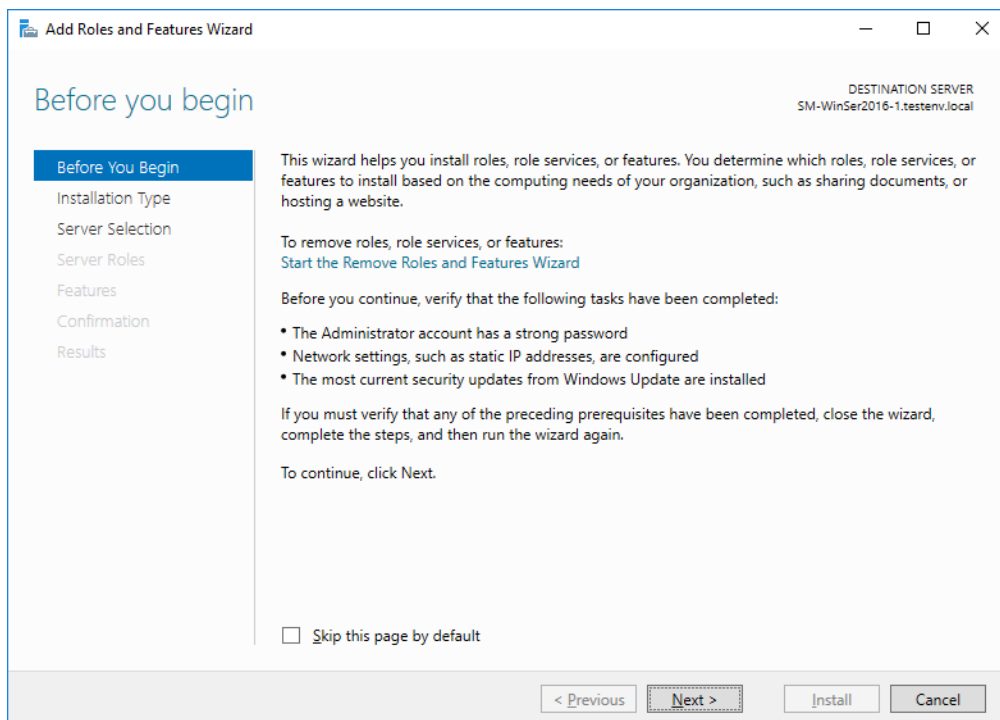 Add Roles and Features Wizard
Before you begin
DESTINATION SERVER
SM-WinSer2016-1.testenv.local
Before You Begin
Installation Type
Server Selection
Server Roles
Features
Confirmation
Results
This wizard helps you install roles, role services, or features. You determine which roles, role services, or
features to install based on the computing needs of your organization, such as sharing documents, or
hosting a website.
To remove roles, role services, or features:
Start the Remove Roles and Features Wizard
Before you continue, verify that the following tasks have been completed:
• The Administrator account has a strong password
• Network settings, such as static IP addresses, are configured
• The most current security updates from Windows Update are installed
If you must verify that any of the preceding prerequisites have been completed, close the wizard,
complete the steps, and then run the wizard again.
To continue, click Next.
Skip this page by default
< Previous
Next >
Install
Cancel